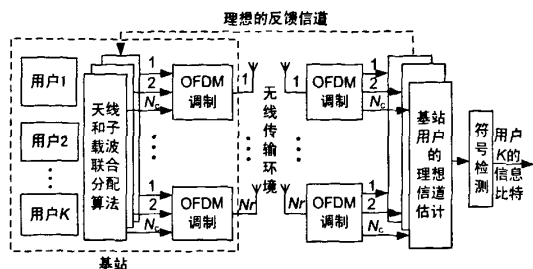 理想的反馈信道
用户1
用户2
用户K
天线
和子
载波
联合
分配
算法
1
2
Nc
OFDM
调制
1
1
2
Nc
OFDM
调制
Nr
基站
无线传输环境
1
OFDM
调制
1
2
Nc
Nr
OFDM
调制
1
2
Nc
基站
用户
的
理想
信道
估计
符号检测
用户
K的
信息
比特